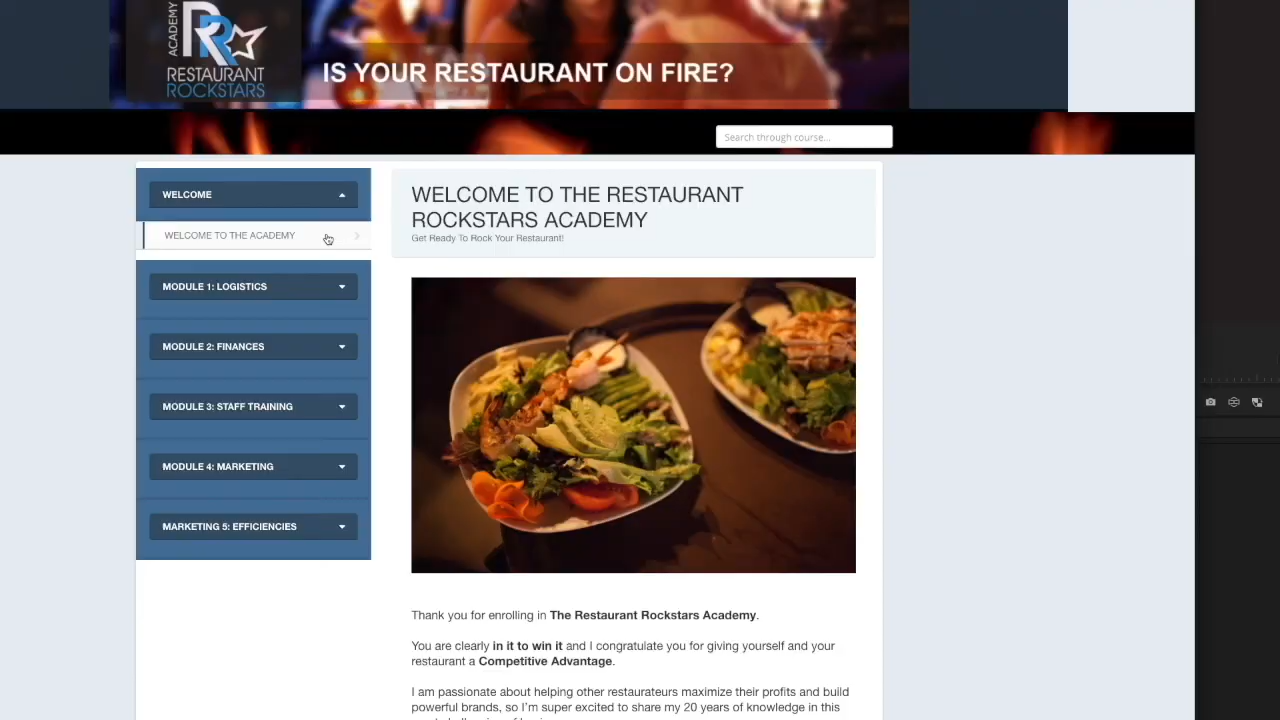 ACADEMY
RR
RESTAURANT
ROCKSTARS
IS YOUR RESTAURANT ON FIRE?
Search through course...
WELCOME
WELCOME TO THE ACADEMY
MODULE 1: LOGISTICS
MODULE 2: FINANCES
MODULE 3: STAFF TRAINING
MODULE 4: MARKETING
MARKETING 5: EFFICIENCIES
WELCOME TO THE RESTAURANT
ROCKSTARS ACADEMY
Get Ready To Rock Your Restaurant!
Thank you for enrolling in The Restaurant Rockstars Academy.
You are clearly in it to win it and I congratulate you for giving yourself and your
restaurant a Competitive Advantage.
I am passionate about helping other restaurateurs maximize their profits and build
powerful brands, so I'm super excited to share my 20 years of knowledge in this